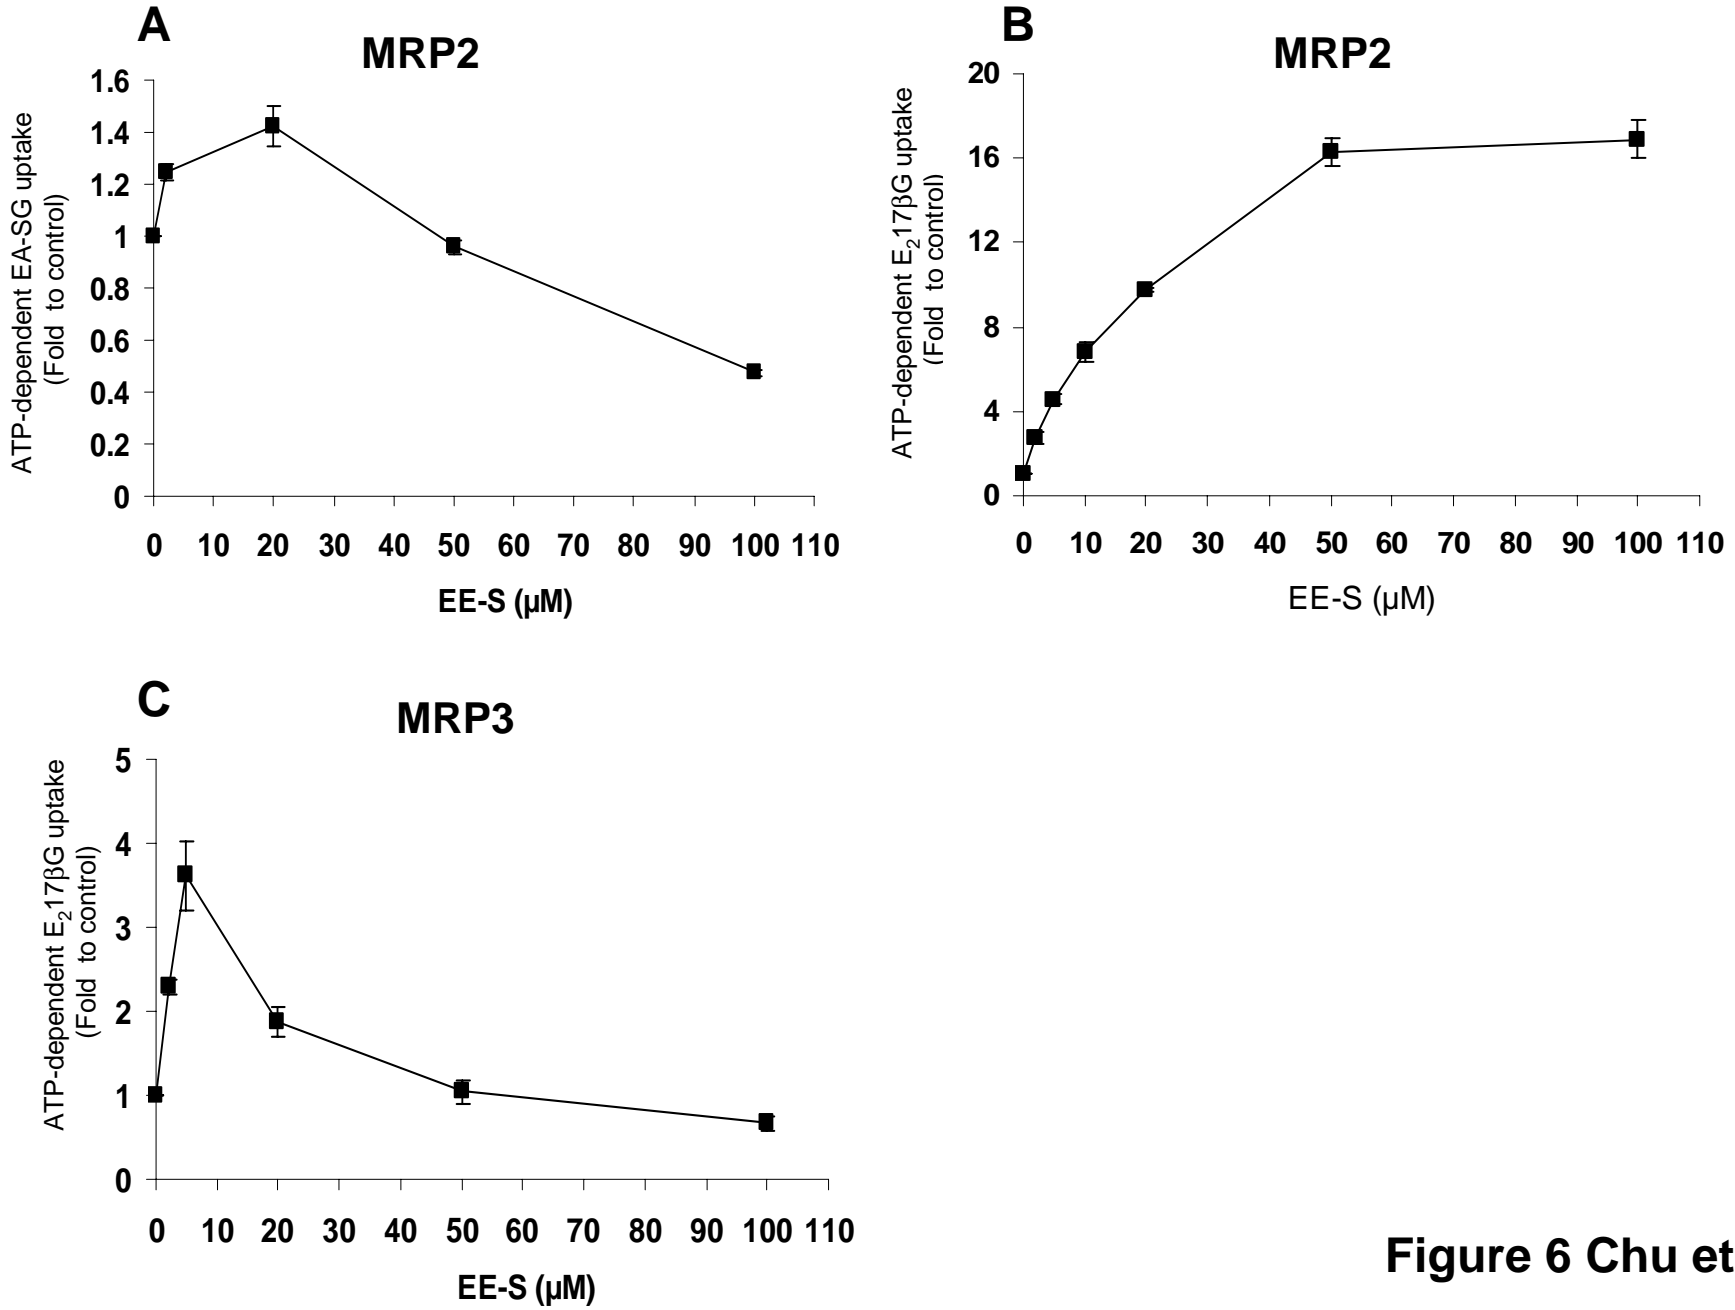 A
MRP2
ATP-dependent EA-SG uptake
(Fold to control)
1.6
1.4
1.2
1
0.8
0.6
0.4
0.2
0
0 10 20 30 40 50 60 70 80 90 100 110
EE-S (µM)
B
MRP2
ATP-dependent E₂17βG uptake
(Fold to control)
20
16
12
8
4
0
0 10 20 30 40 50 60 70 80 90 100 110
EE-S (µM)
C
MRP3
ATP-dependent E₂17βG uptake
(Fold to control)
5
4
3
2
1
0
0 10 20 30 40 50 60 70 80 90 100 110
EE-S (µM)
Figure 6 Chu et